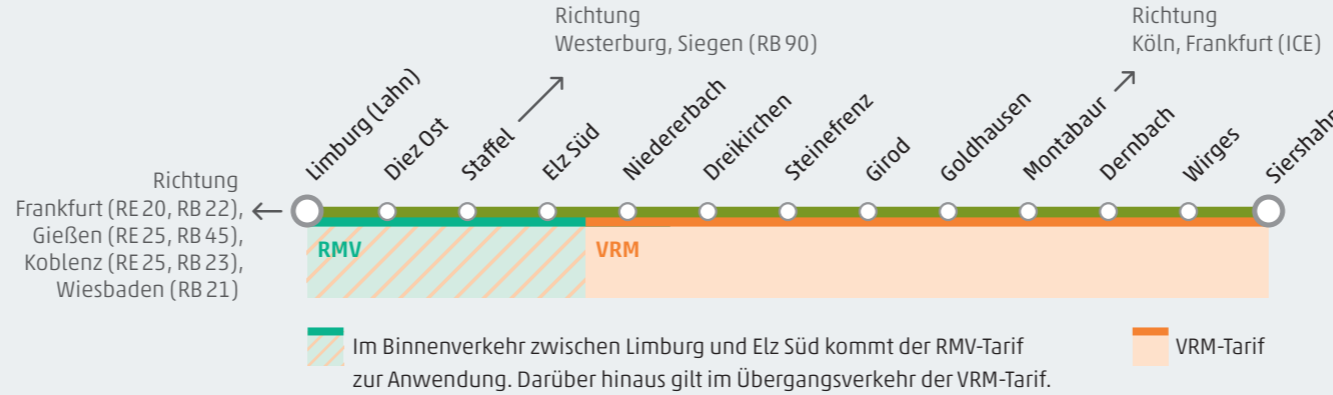 Richtung
Westerburg, Siegen (RB 90)
Richtung
Köln, Frankfurt (ICE)
Limburg (Lahn)
Diez Ost
Staffel
Elz Süd
Niedererbach
Dreikirchen
Steinefrenz
Girod
Goldhausen
Montabaur
Dernbach
Wirges
Siershahn
Richtung
Frankfurt (RE 20, RB 22),
Gießen (RE 25, RB 45),
Koblenz (RE 25, RB 23),
Wiesbaden (RB 21)
RMV
VRM
Im Binnenverkehr zwischen Limburg und Elz Süd kommt der RMV-Tarif
zur Anwendung. Darüber hinaus gilt im Übergangsverkehr der VRM-Tarif.
VRM-Tarif